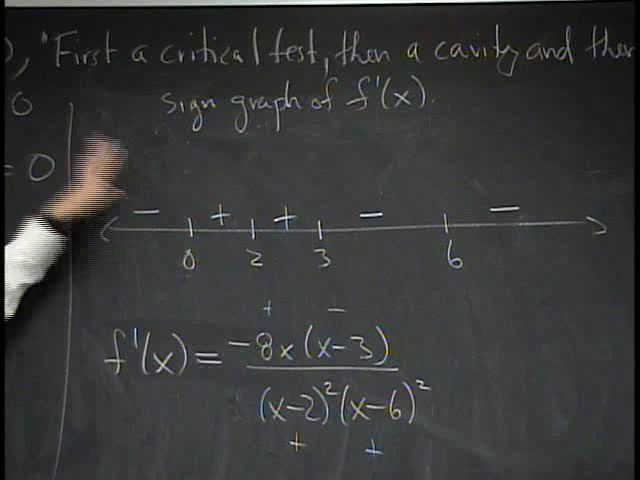 ), "First a critical test, then a cavity and then
0
sign graph of f'(x).
= 0
− + + − −
0 2 3 6
+ −
f'(x) = -8x(x-3)
(x-2)²(x-6)²
+ +